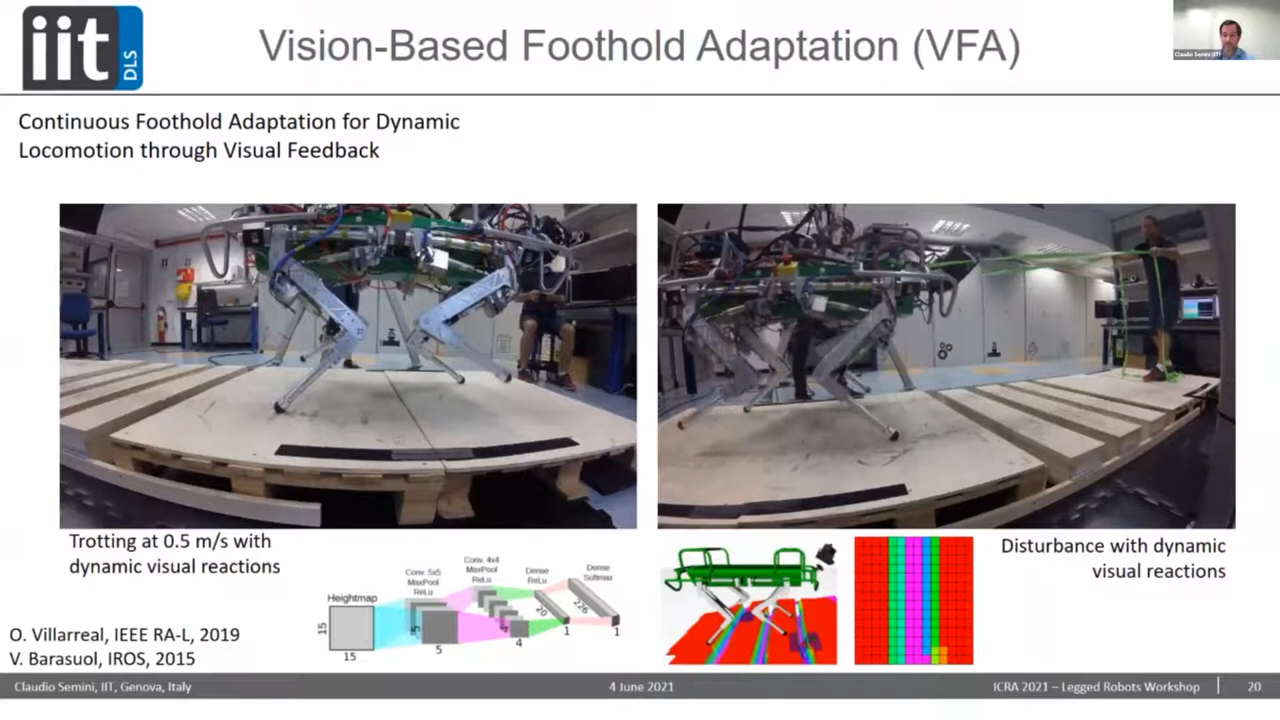 iit
DLS
Vision-Based Foothold Adaptation (VFA)
Claudio Semini (IIT)
Continuous Foothold Adaptation for Dynamic
Locomotion through Visual Feedback
Trotting at 0.5 m/s with
dynamic visual reactions
Disturbance with dynamic
visual reactions
Heightmap
15
15
Conv. 5x5
MaxPool
ReLu
5
5
Conv. 4x4
MaxPool
ReLu
4
Dense
ReLu
20
1
Dense
Softmax
226
1
O. Villarreal, IEEE RA-L, 2019
V. Barasuol, IROS, 2015
Claudio Semini, IIT, Genova, Italy
4 June 2021
ICRA 2021 – Legged Robots Workshop
20